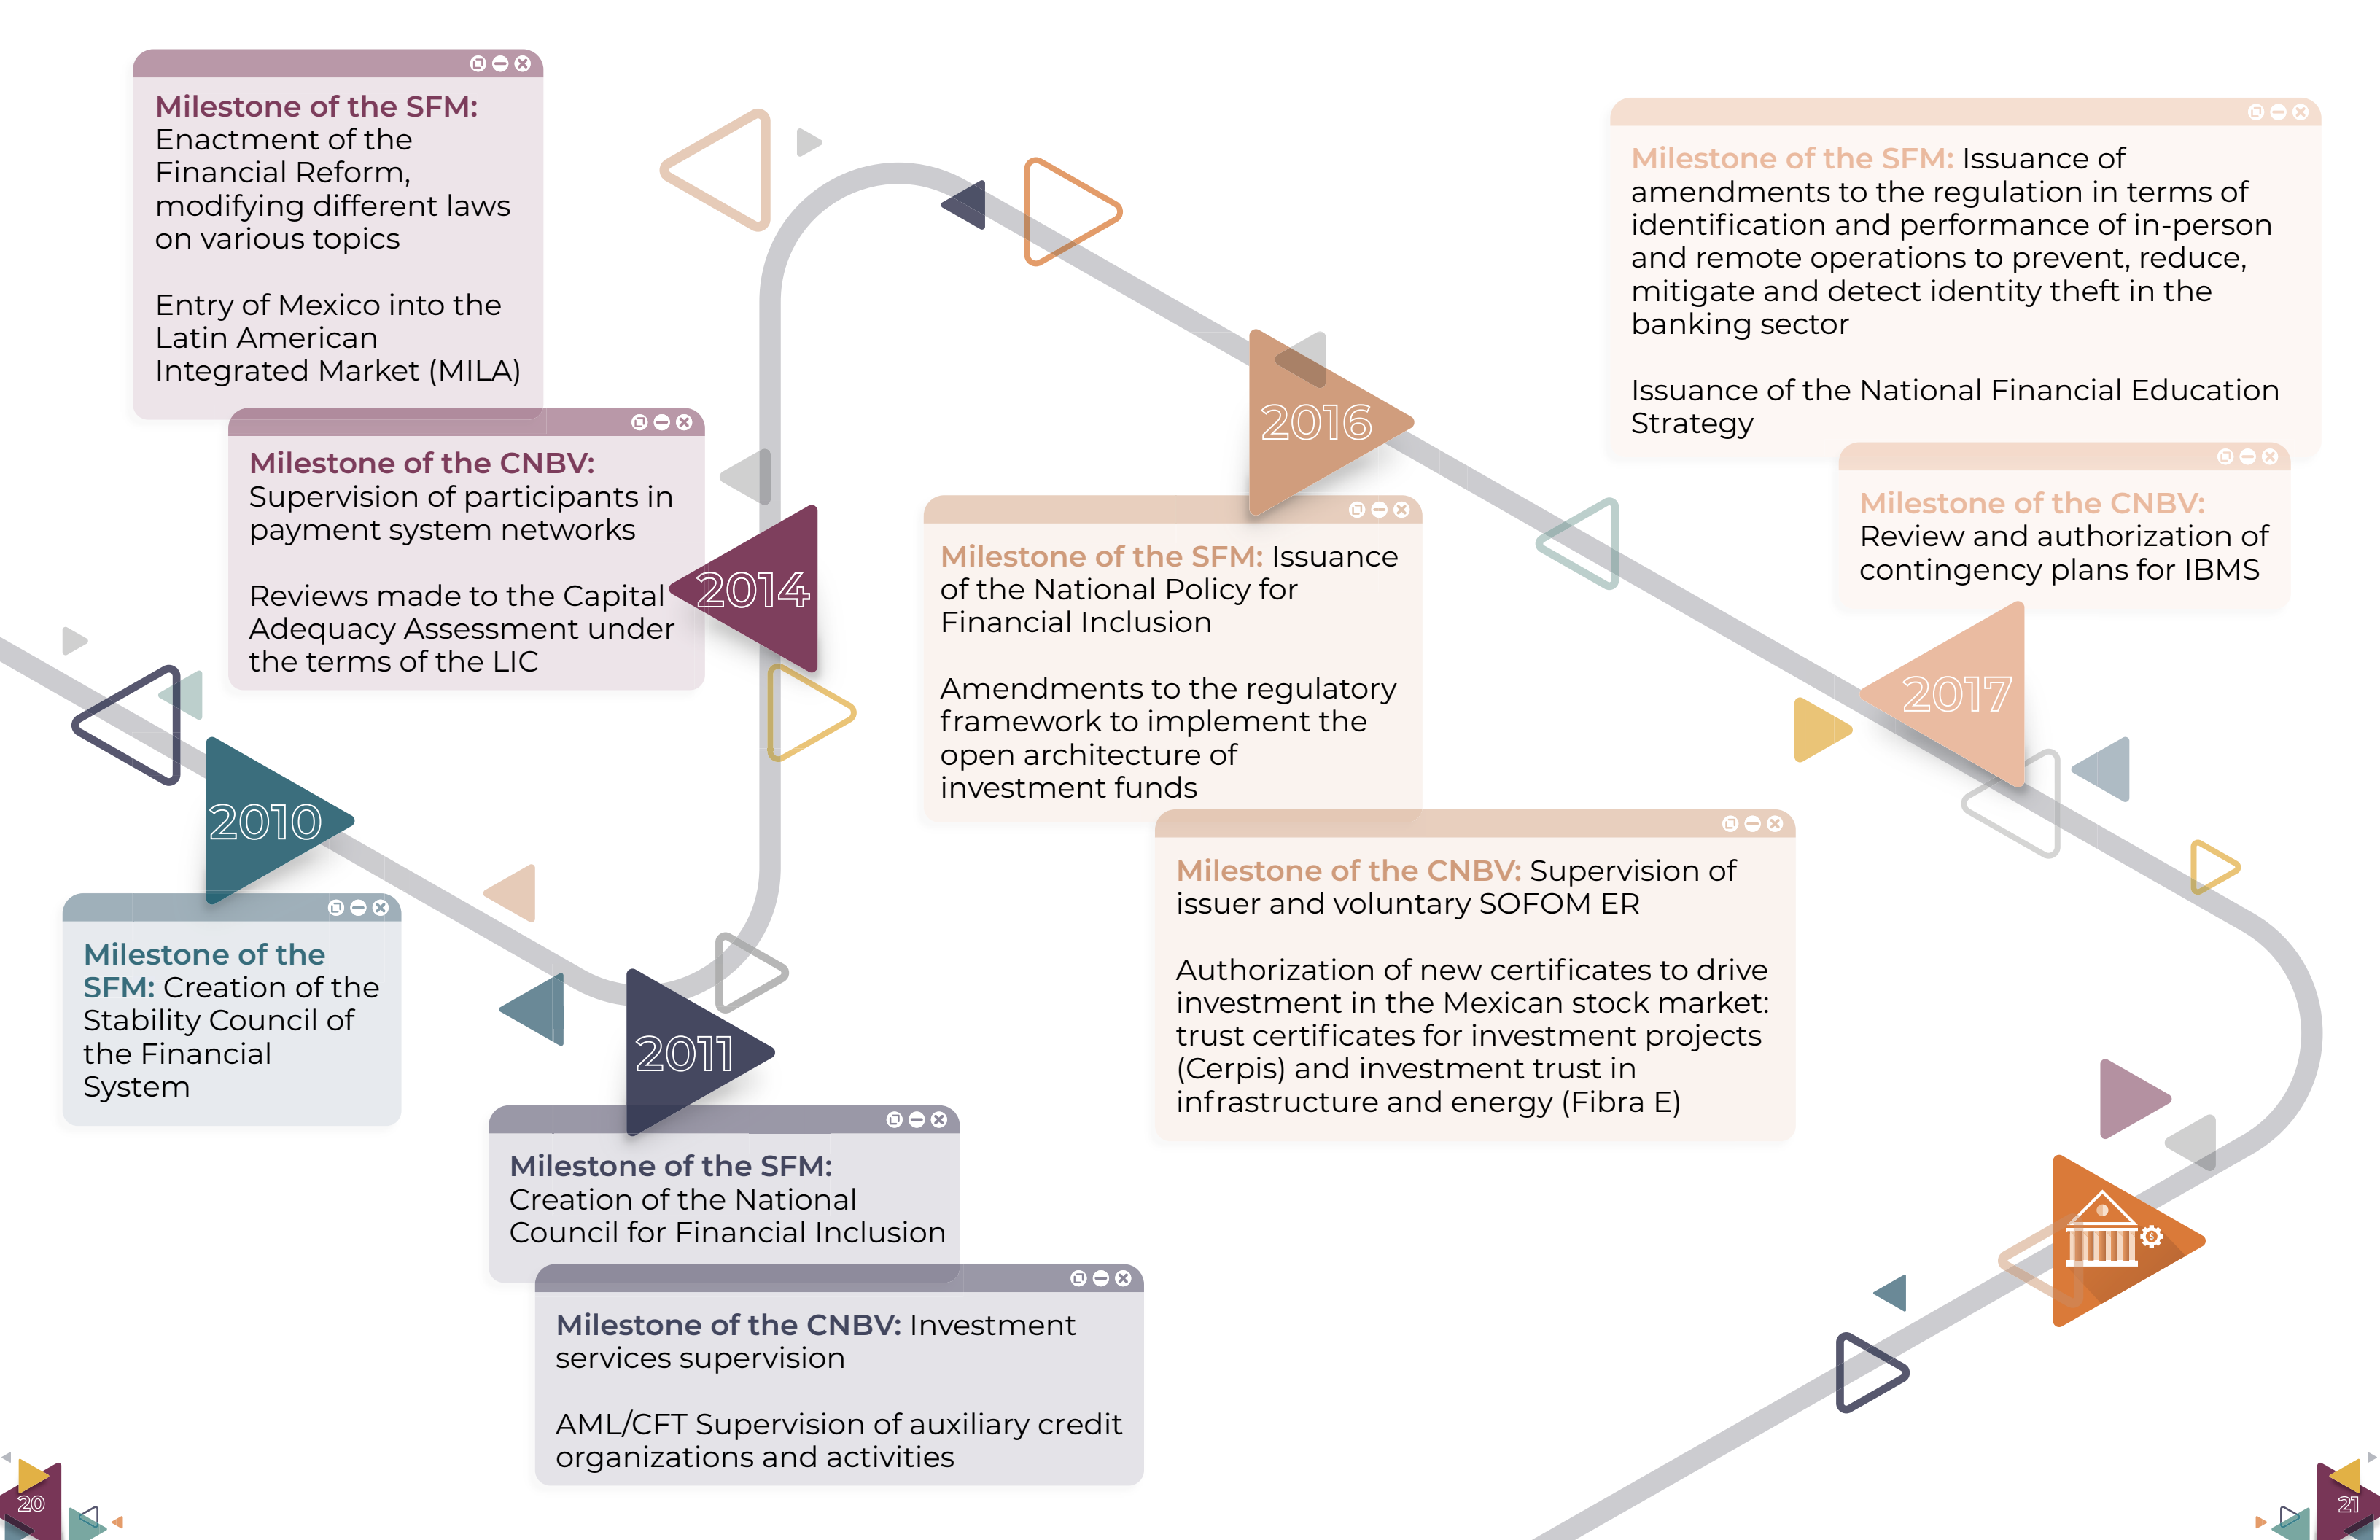 Milestone of the SFM:
Enactment of the
Financial Reform,
modifying different laws
on various topics
Entry of Mexico into the
Latin American
Integrated Market (MILA)
Milestone of the CNBV:
Supervision of participants in
payment system networks
Reviews made to the Capital
Adequacy Assessment under
the terms of the LIC
2014
2010
Milestone of the
SFM: Creation of the
Stability Council of
the Financial
System
2011
Milestone of the SFM:
Creation of the National
Council for Financial Inclusion
Milestone of the CNBV: Investment
services supervision
AML/CFT Supervision of auxiliary credit
organizations and activities
2016
Milestone of the SFM: Issuance
of the National Policy for
Financial Inclusion
Amendments to the regulatory
framework to implement the
open architecture of
investment funds
Milestone of the CNBV: Supervision of
issuer and voluntary SOFOM ER
Authorization of new certificates to drive
investment in the Mexican stock market:
trust certificates for investment projects
(Cerpis) and investment trust in
infrastructure and energy (Fibra E)
Milestone of the SFM: Issuance of
amendments to the regulation in terms of
identification and performance of in-person
and remote operations to prevent, reduce,
mitigate and detect identity theft in the
banking sector
Issuance of the National Financial Education
Strategy
Milestone of the CNBV:
Review and authorization of
contingency plans for IBMS
2017
$
20
21